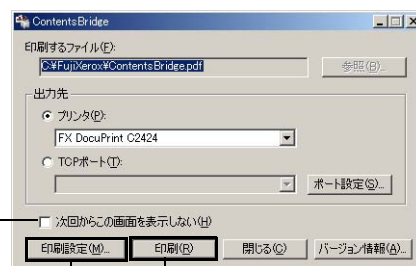 ContentsBridge
印刷するファイル(F):
C:¥FujiXerox¥ContentsBridge.pdf
参照(B)...
出力先
プリンタ(P):
FX DocuPrint C2424
TCPポート(T):
ポート設定(S)...
次回からこの画面を表示しない(H)
印刷設定(M)... 印刷(R) 閉じる(C) バージョン情報(A)...